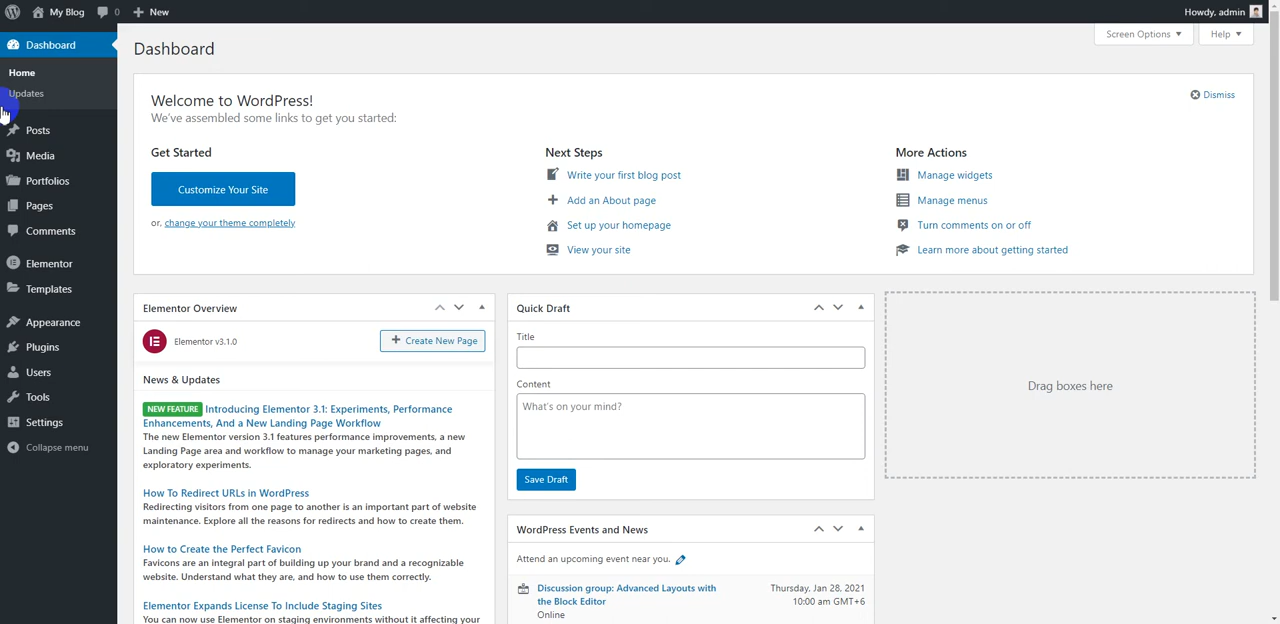 My Blog
0
New
Howdy, admin
Dashboard
Home
Updates
Posts
Media
Portfolios
Pages
Comments
Elementor
Templates
Appearance
Plugins
Users
Tools
Settings
Collapse menu
Dashboard
Screen Options
Help
Welcome to WordPress!
We've assembled some links to get you started:
Dismiss
Get Started
Customize Your Site
or, change your theme completely
Next Steps
Write your first blog post
Add an About page
Set up your homepage
View your site
More Actions
Manage widgets
Manage menus
Turn comments on or off
Learn more about getting started
Elementor Overview
Elementor v3.1.0
Create New Page
News & Updates
NEW FEATURE Introducing Elementor 3.1: Experiments, Performance
Enhancements, And a New Landing Page Workflow
The new Elementor version 3.1 features performance improvements, a new
Landing Page area and workflow to manage your marketing pages, and
exploratory experiments.
How To Redirect URLs in WordPress
Redirecting visitors from one page to another is an important part of website
maintenance. Explore all the reasons for redirects and how to create them.
How to Create the Perfect Favicon
Favicons are an integral part of building up your brand and a recognizable
website. Understand what they are, and how to use them correctly.
Elementor Expands License To Include Staging Sites
You can now use Elementor on staging environments without it affecting your
Quick Draft
Title
Content
What's on your mind?
Save Draft
WordPress Events and News
Attend an upcoming event near you.
Discussion group: Advanced Layouts with
the Block Editor
Online
Thursday, Jan 28, 2021
10:00 am GMT+6
Drag boxes here